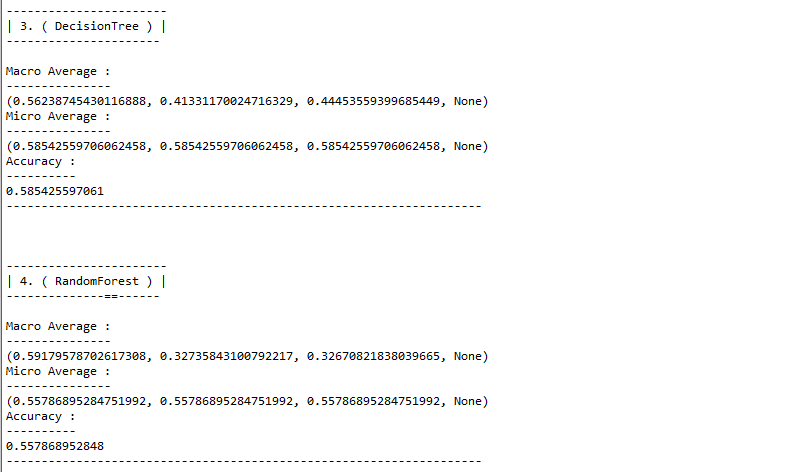 -----------------------
| 3. ( DecisionTree ) |
----------------------
Macro Average :
---------------
(0.56238745430116888, 0.41331170024716329, 0.44453559399685449, None)
Micro Average :
---------------
(0.58542559706062458, 0.58542559706062458, 0.58542559706062458, None)
Accuracy :
----------
0.585425597061
--------------------------------------------------------------------
-----------------------
| 4. ( RandomForest ) |
--------------==------
Macro Average :
---------------
(0.59179578702617308, 0.32735843100792217, 0.32670821838039665, None)
Micro Average :
---------------
(0.55786895284751992, 0.55786895284751992, 0.55786895284751992, None)
Accuracy :
----------
0.557868952848
--------------------------------------------------------------------